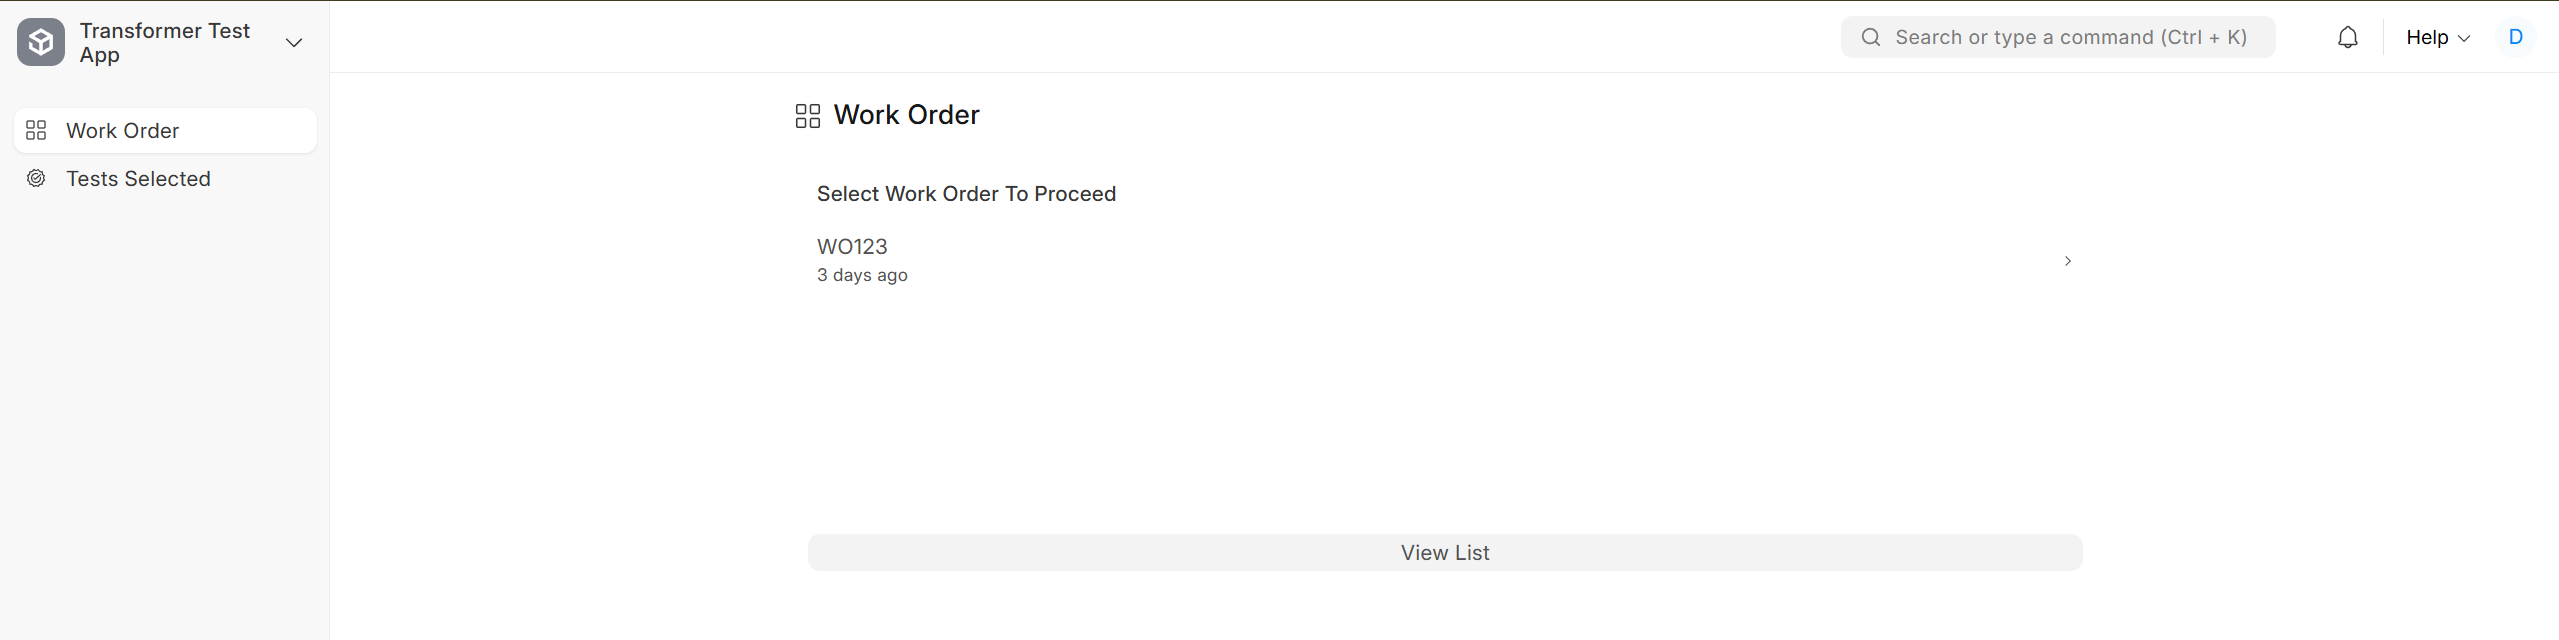 Transformer Test
App
Search or type a command (Ctrl + K)
Help
D
Work Order
Tests Selected
Work Order
Select Work Order To Proceed
WO123
3 days ago
View List